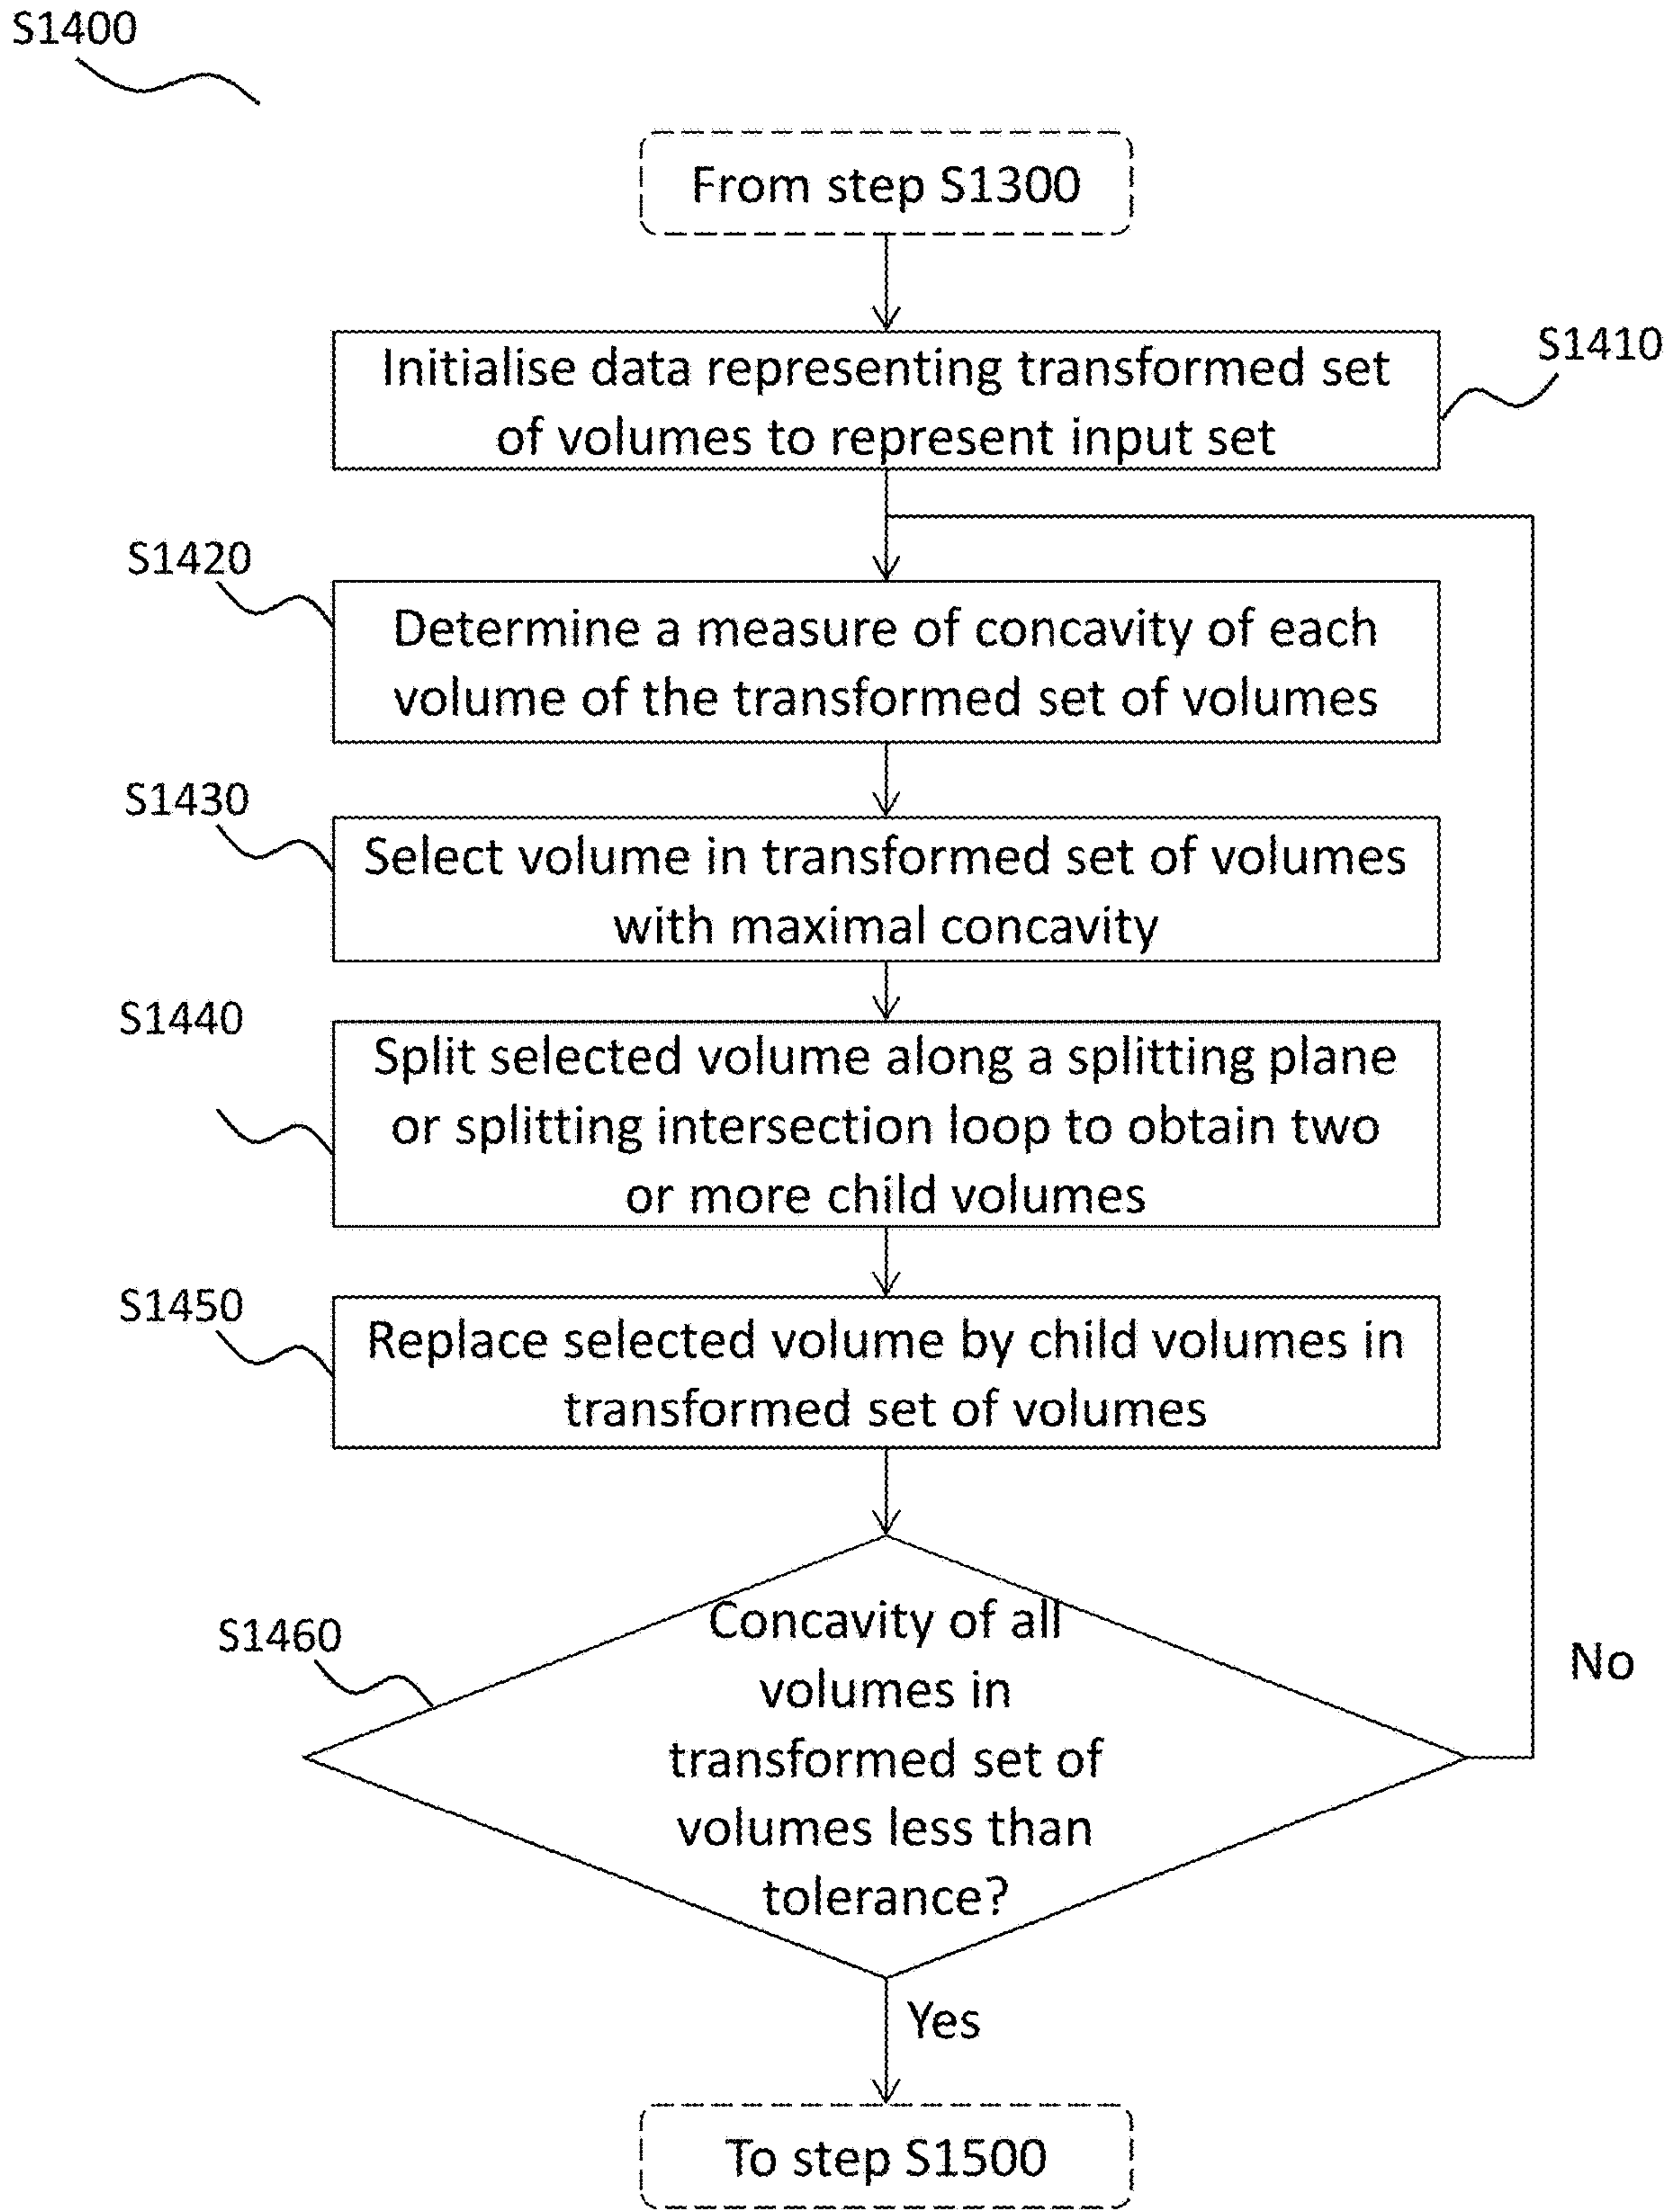 S1400
From step S1300
Initialise data representing transformed set
of volumes to represent input set
S1410
S1420
Determine a measure of concavity of each
volume of the transformed set of volumes
S1430
Select volume in transformed set of volumes
with maximal concavity
S1440
Split selected volume along a splitting plane
or splitting intersection loop to obtain two
or more child volumes
S1450
Replace selected volume by child volumes in
transformed set of volumes
S1460
Concavity of all
volumes in
transformed set of
volumes less than
tolerance?
No
Yes
To step S1500